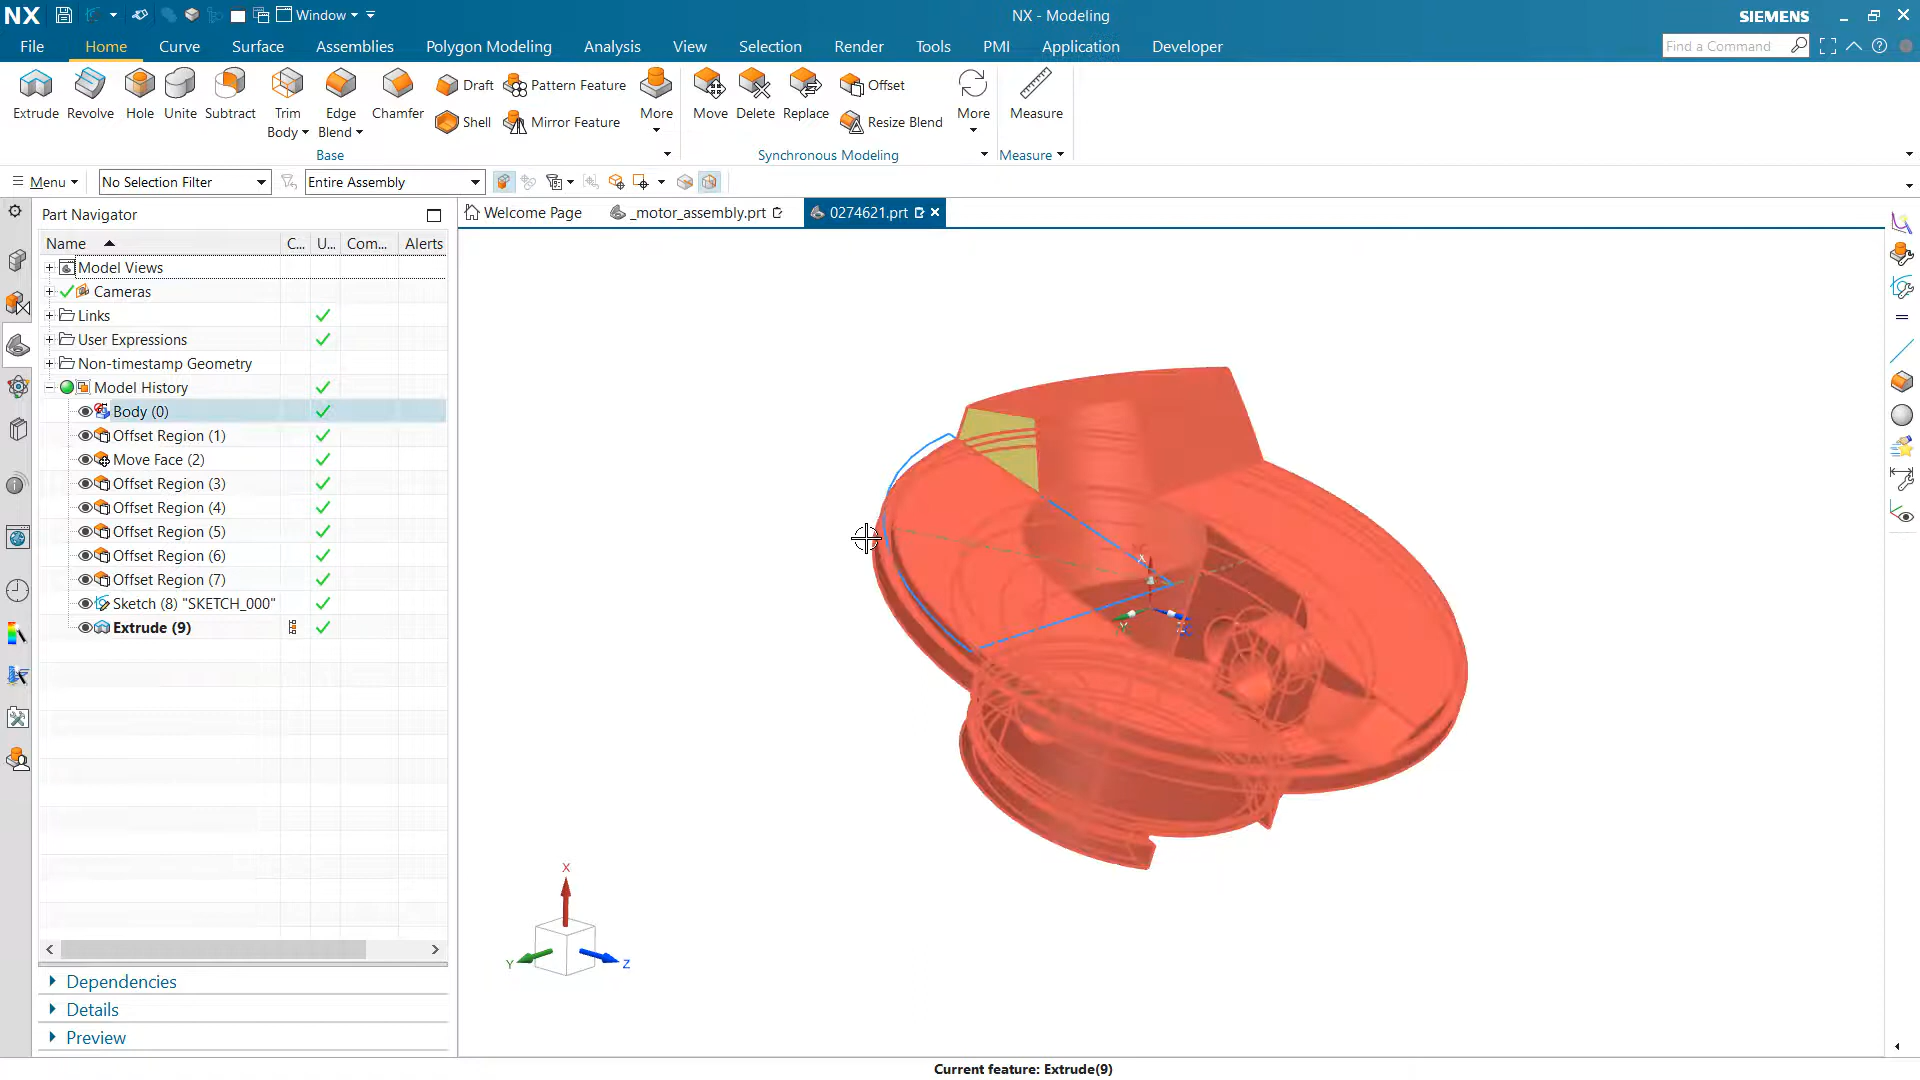 NX Window NX - Modeling SIEMENS
File Home Curve Surface Assemblies Polygon Modeling Analysis View Selection Render Tools PMI Application Developer Find a Command
Extrude Revolve Hole Unite Subtract Trim Body Edge Blend Chamfer Draft Shell Pattern Feature Mirror Feature More Move Delete Replace Offset Resize Blend More Measure
Base Synchronous Modeling Measure
Menu No Selection Filter Entire Assembly
Part Navigator Welcome Page _motor_assembly.prt 0274621.prt
Name C... U... Com... Alerts
Model Views
Cameras
Links
User Expressions
Non-timestamp Geometry
Model History
Body (0)
Offset Region (1)
Move Face (2)
Offset Region (3)
Offset Region (4)
Offset Region (5)
Offset Region (6)
Offset Region (7)
Sketch (8) "SKETCH_000"
Extrude (9)
X
Y Z
Dependencies
Details
Preview
Current feature: Extrude(9)